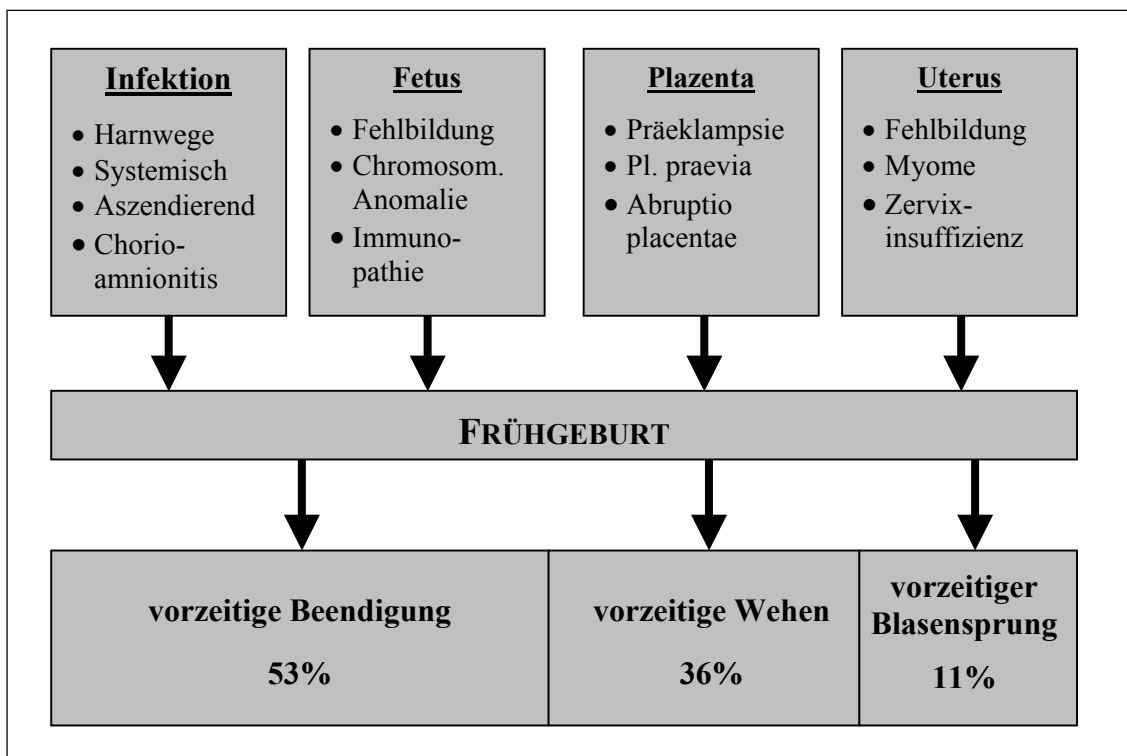 Infektion
• Harnwege
• Systemisch
• Aszendierend
• Chorio-
amnionitis
Fetus
• Fehlbildung
• Chromosom.
Anomalie
• Immuno-
pathie
Plazenta
• Präeklampsie
• Pl. praevia
• Abruptio
placentae
Uterus
• Fehlbildung
• Myome
• Zervix-
insuffizienz
FRÜHGEBURT
vorzeitige Beendigung
53%
vorzeitige Wehen
36%
vorzeitiger
Blasensprung
11%